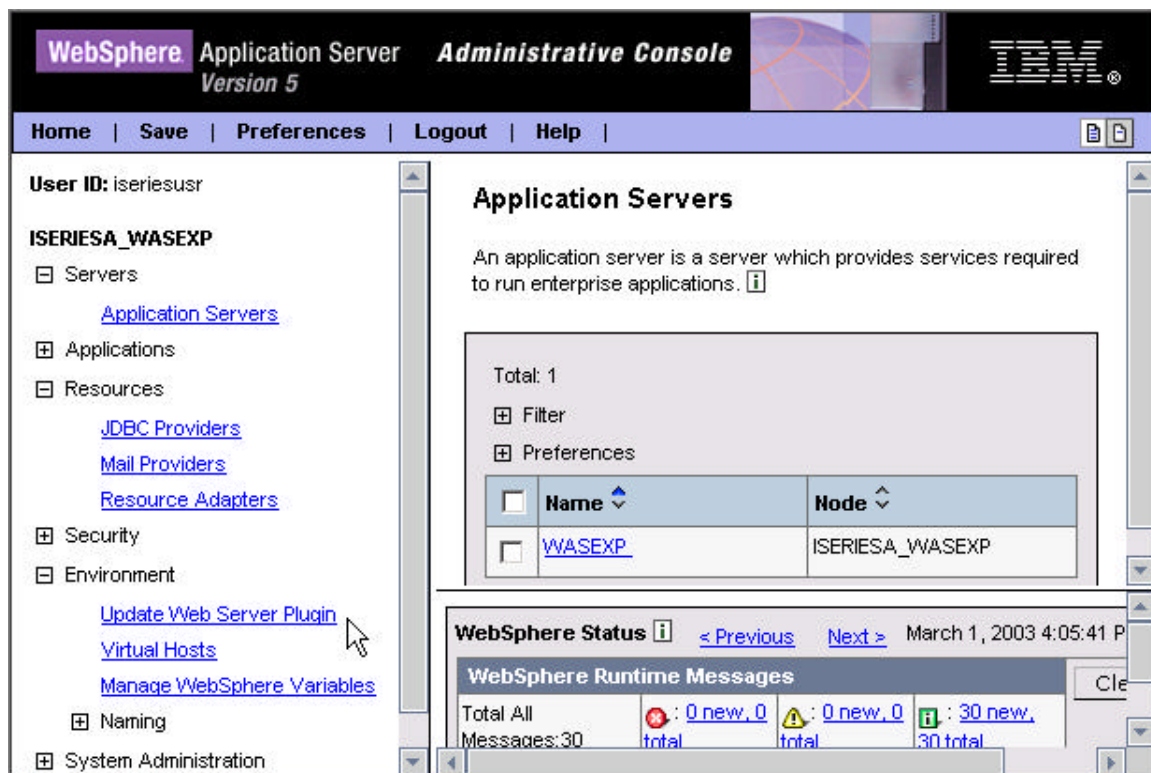 WebSphere. Application Server Administrative Console IBM®
Version 5
Home | Save | Preferences | Logout | Help |
User ID: iseriesusr
ISERIESA_WASEXP
Servers
Application Servers
Applications
Resources
JDBC Providers
Mail Providers
Resource Adapters
Security
Environment
Update Web Server Plugin
Virtual Hosts
Manage WebSphere Variables
Naming
System Administration
Application Servers
An application server is a server which provides services required
to run enterprise applications. i
Total: 1
Filter
Preferences
Name Node
WASEXP ISERIESA_WASEXP
WebSphere Status i < Previous Next > March 1, 2003 4:05:41 P
WebSphere Runtime Messages
Cle
Total All : 0 new, 0 : 0 new, 0 : 30 new,
Messages:30 total total 30 total